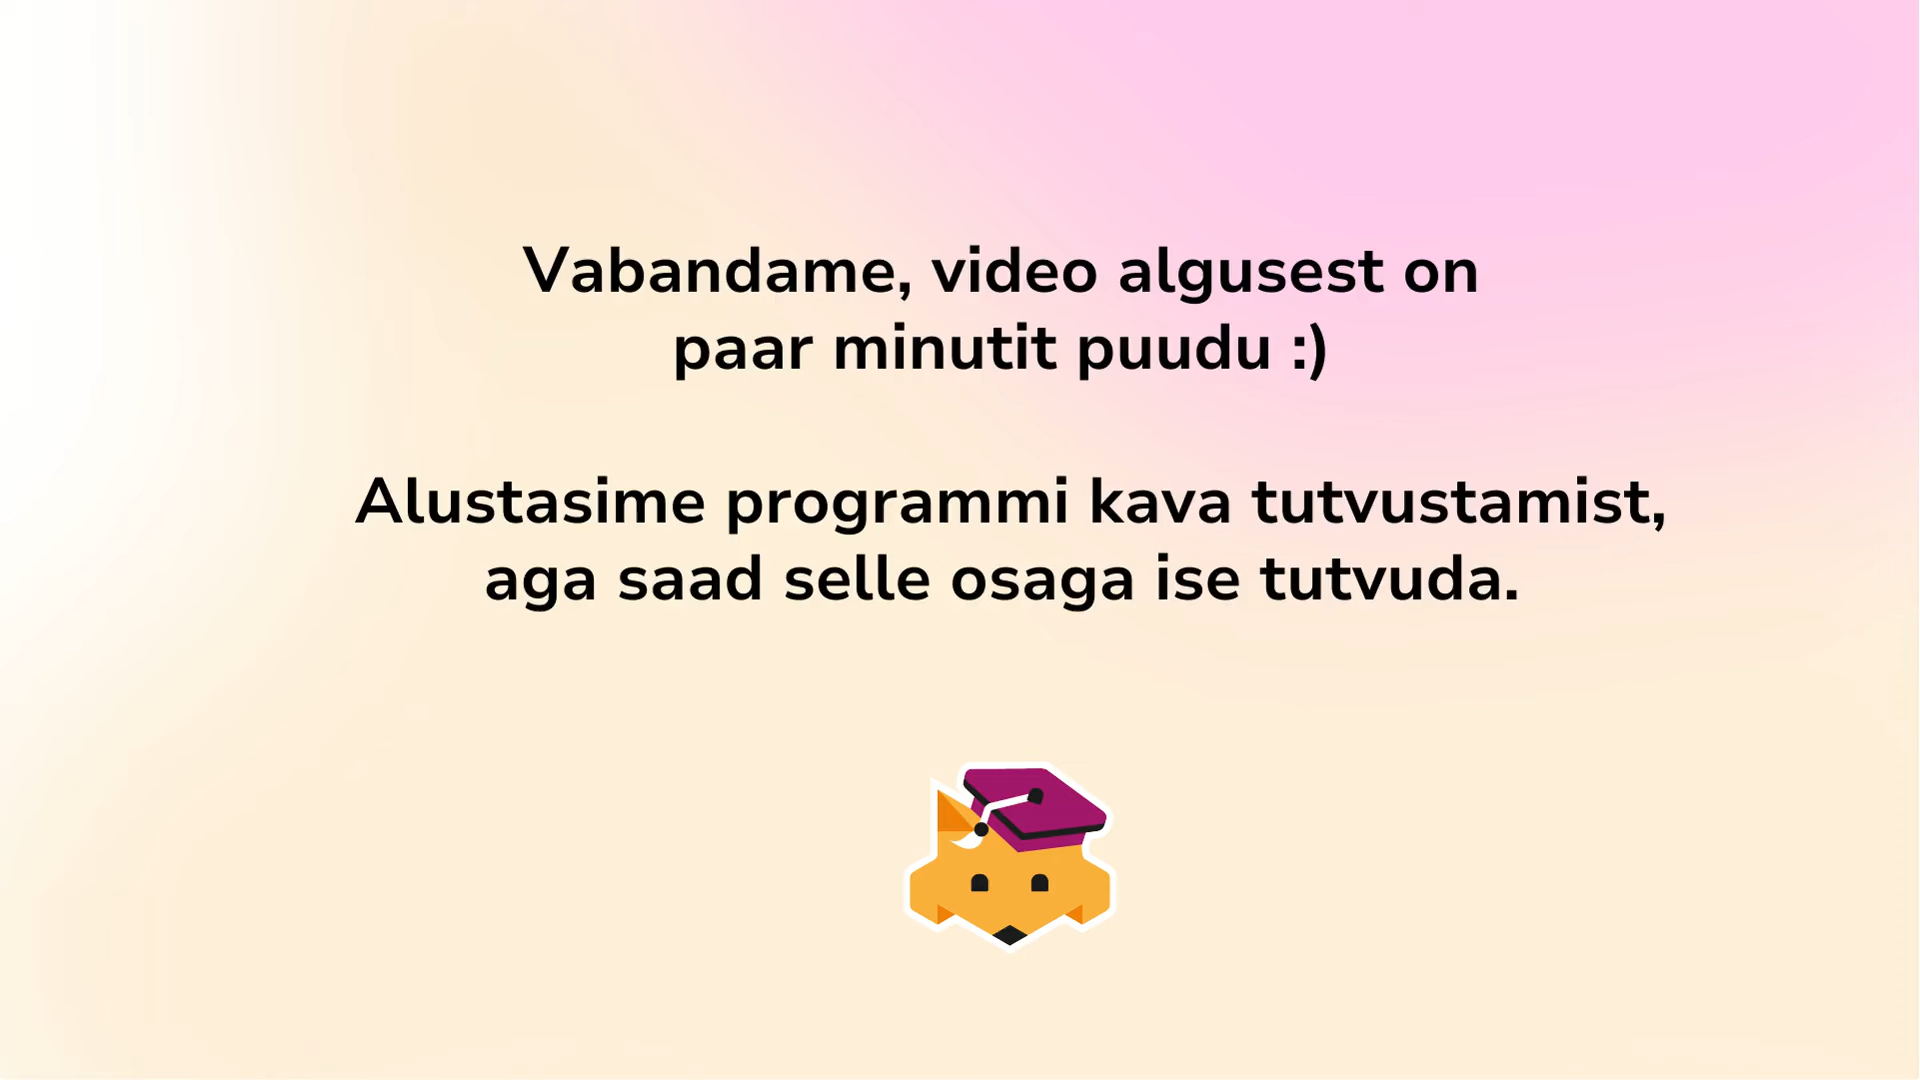 Vabandame, video algusest on
paar minutit puudu :)
Alustasime programmi kava tutvustamist,
aga saad selle osaga ise tutvuda.